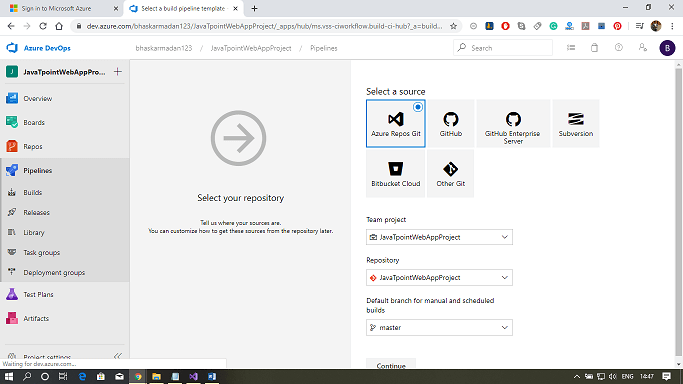 Sign in to Microsoft Azure
Select a build pipeline template
dev.azure.com/bhaskarmadan123/JavaTpointWebAppProject/_apps/hub/ms.vss-ciworkflow.build-ci-hub?_a=build...
Azure DevOps
bhaskarmadan123 / JavaTpointWebAppProject / Pipelines
Search
B
J JavaTpointWebAppPro...
Overview
Boards
Repos
Pipelines
Builds
Releases
Library
Task groups
Deployment groups
Test Plans
Artifacts
Project settings
Waiting for dev.azure.com...
Select your repository
Tell us where your sources are.
You can customize how to get these sources from the repository later.
Select a source
Azure Repos Git
GitHub
GitHub Enterprise
Server
Subversion
Bitbucket Cloud
Other Git
Team project
JavaTpointWebAppProject
Repository
JavaTpointWebAppProject
Default branch for manual and scheduled
builds
master
Continue
ENG
14:47